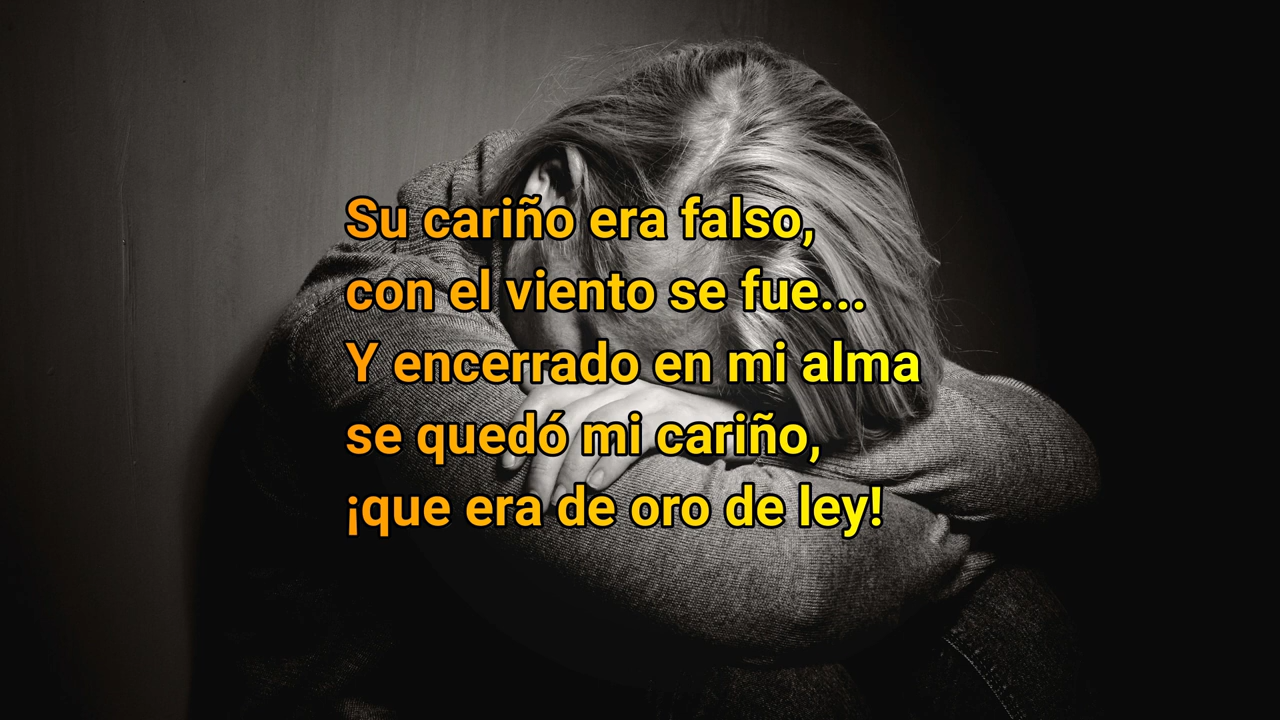 Su cariño era falso,
con el viento se fue...
Y encerrado en mi alma
se quedó mi cariño,
¡que era de oro de ley!